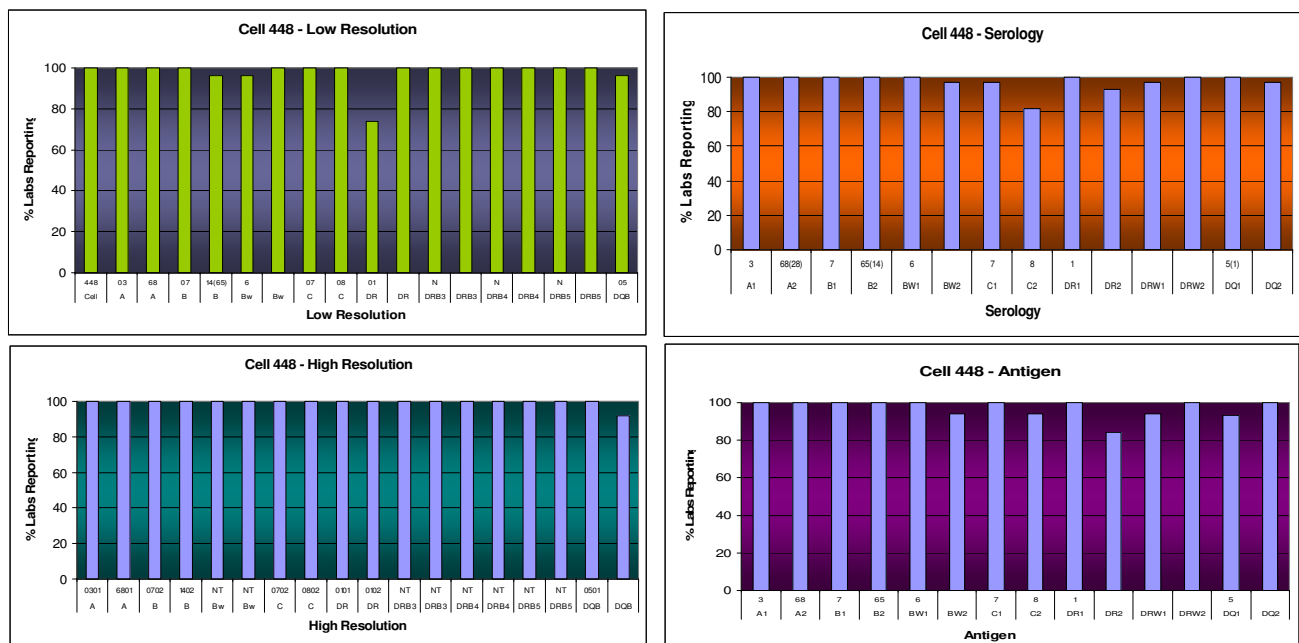 Cell 448 - Low Resolution
% Labs Reporting
100
80
60
40
20
0
448 03 68 07 14(65) 6 07 08 01 N N N 05
Cell A A B B Bw Bw C C DR DR DRB3 DRB3 DRB4 DRB4 DRB5 DRB5 DQB
Low Resolution
Cell 448 - Serology
% Labs Reporting
100
80
60
40
20
0
3 68(28) 7 65(14) 6 7 8 1 5(1)
A1 A2 B1 B2 BW1 BW2 C1 C2 DR1 DR2 DRW1 DRW2 DQ1 DQ2
Serology
Cell 448 - High Resolution
% Labs Reporting
100
80
60
40
20
0
0301 6801 0702 1402 NT NT 0702 0802 0101 0102 NT NT NT NT NT NT 0501
A A B B Bw Bw C C DR DR DRB3 DRB3 DRB4 DRB4 DRB5 DRB5 DQB DQB
High Resolution
Cell 448 - Antigen
% Labs Reporting
100
80
60
40
20
0
3 68 7 65 6 7 8 1 5
A1 A2 B1 B2 BW1 BW2 C1 C2 DR1 DR2 DRW1 DRW2 DQ1 DQ2
Antigen